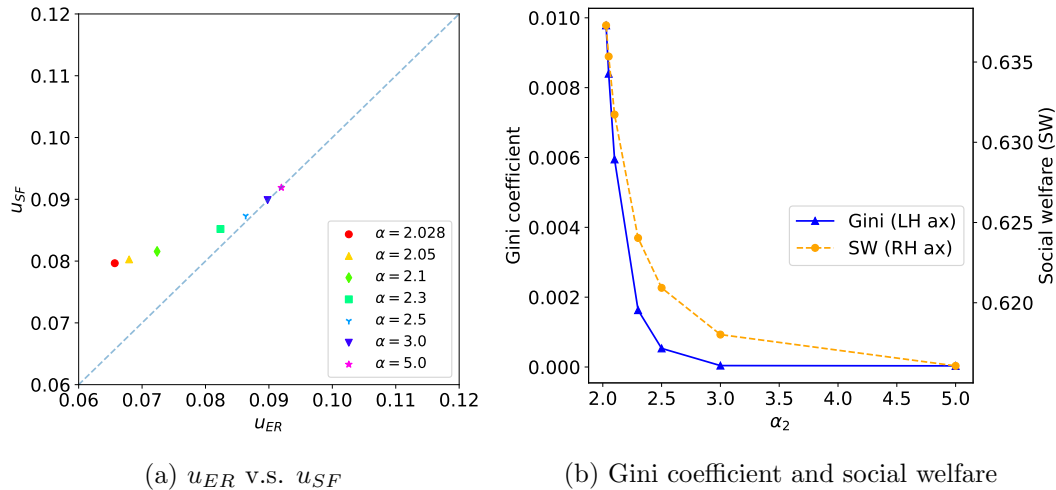 0.12
0.11
0.10
0.09
0.08
0.07
0.06
u_SF
0.06 0.07 0.08 0.09 0.10 0.11 0.12
u_ER
α = 2.028
α = 2.05
α = 2.1
α = 2.3
α = 2.5
α = 3.0
α = 5.0
(a) u_ER v.s. u_SF
0.010
0.008
0.006
0.004
0.002
0.000
Gini coefficient
2.0 2.5 3.0 3.5 4.0 4.5 5.0
α_2
Gini (LH ax)
SW (RH ax)
0.635
0.630
0.625
0.620
Social welfare (SW)
(b) Gini coefficient and social welfare